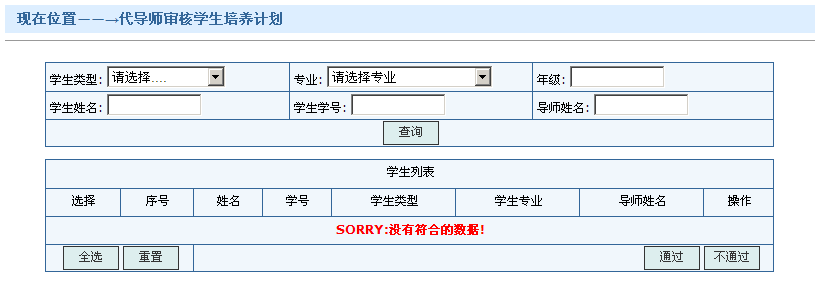 现在位置－－→代导师审核学生培养计划
学生类型: 请选择.... 专业: 请选择专业 年级:
学生姓名: 学生学号: 导师姓名:
查询
学生列表
选择 序号 姓名 学号 学生类型 学生专业 导师姓名 操作
SORRY:没有符合的数据!
全选 重置 通过 不通过